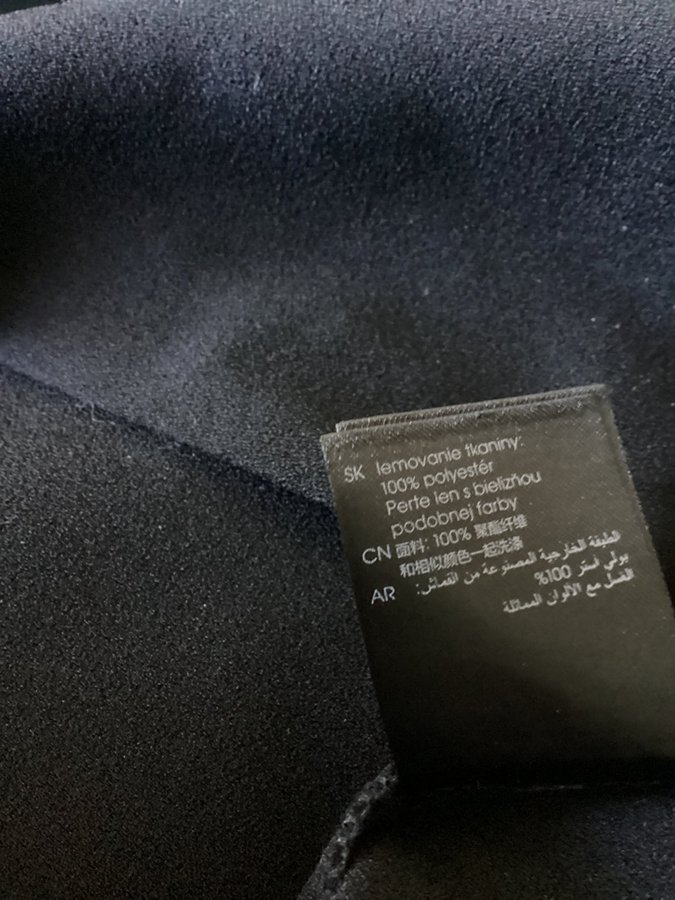 SK lemovanie tkaniny:
100% polyestér
Perte len s bielizňou
podobnej farby
CN 面料: 100% 聚酯纤维
和相似颜色一起洗涤
AR الطبقة الخارجية المصنوعة من القماش:
بولي استر 100%
الغسل مع الألوان المماثلة